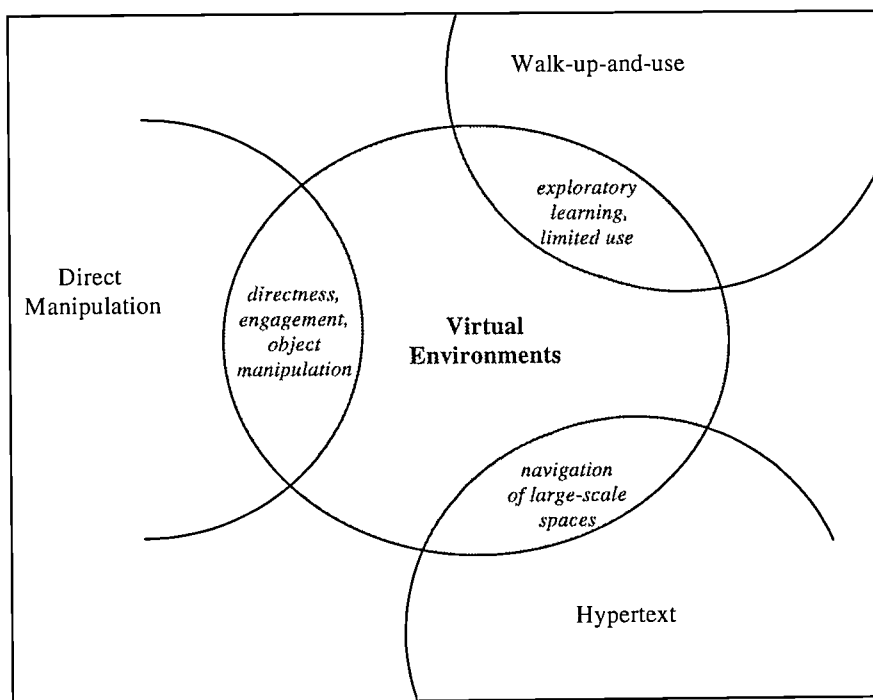 Walk-up-and-use
exploratory
learning,
limited use
Direct
Manipulation
directness,
engagement,
object
manipulation
Virtual
Environments
navigation
of large-scale
spaces
Hypertext